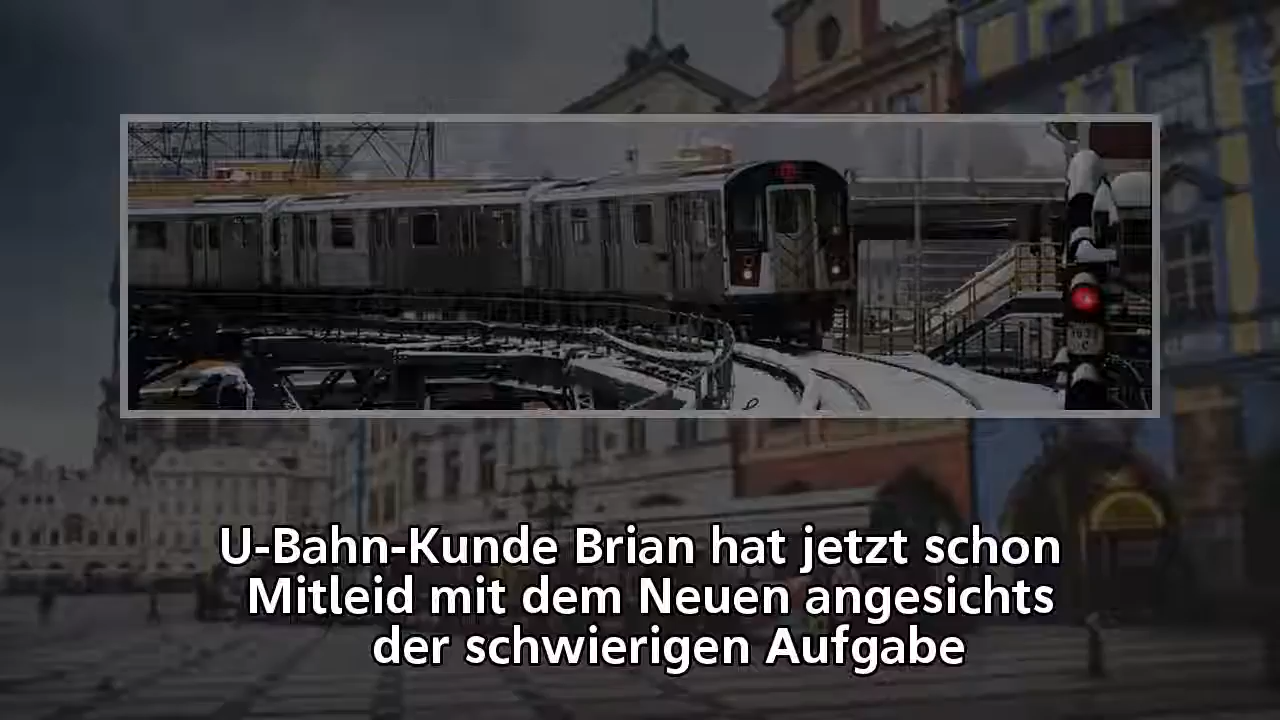 U-Bahn-Kunde Brian hat jetzt schon
Mitleid mit dem Neuen angesichts
der schwierigen Aufgabe